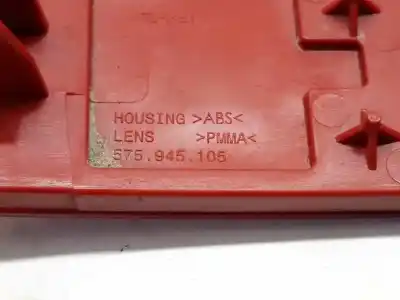 HOUSING >ABS<
LENS >PMMA<
575.945.105